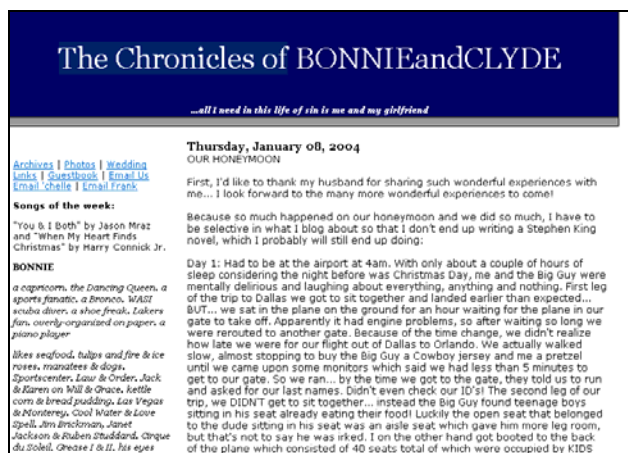 The Chronicles of BONNIEandCLYDE
...all I need in this life of sin is me and my girlfriend
Archives | Photos | Wedding
Links | Guestbook | Email Us
Email 'chelle | Email Frank
Songs of the week:
"You & I Both" by Jason Mraz
and "When My Heart Finds
Christmas" by Harry Connick Jr.
BONNIE
a capricorn. the Dancing Queen. a
sports fanatic. a Bronco. WASI
scuba diver. a shoe freak. Lakers
fan. overly-organized on paper. a
piano player
likes seafood. tulips and fire & ice
roses. manatees & dogs.
Sportscenter. Law & Order. Jack
& Karen on Will & Grace. kettle
corn & bread pudding. Las Vegas
& Monterey. Cool Water & Love
Spell. Jim Brickman, Janet
Jackson & Ruben Studdard. Cirque
du Soleil. Grease I & II. his eyes
Thursday, January 08, 2004
OUR HONEYMOON
First, I'd like to thank my husband for sharing such wonderful experiences with
me... I look forward to the many more wonderful experiences to come!
Because so much happened on our honeymoon and we did so much, I have to
be selective in what I blog about so that I don't end up writing a Stephen King
novel, which I probably will still end up doing:
Day 1: Had to be at the airport at 4am. With only about a couple of hours of
sleep considering the night before was Christmas Day, me and the Big Guy were
mentally delirious and laughing about everything, anything and nothing. First leg
of the trip to Dallas we got to sit together and landed earlier than expected...
BUT... we sat in the plane on the ground for an hour waiting for the plane in our
gate to take off. Apparently it had engine problems, so after waiting so long we
were rerouted to another gate. Because of the time change, we didn't realize
how late we were for our flight out of Dallas to Orlando. We actually walked
slow, almost stopping to buy the Big Guy a Cowboy jersey and me a pretzel
until we came upon some monitors which said we had less than 5 minutes to
get to our gate. So we ran... by the time we got to the gate, they told us to run
and asked for our last names. Didn't even check our ID's! The second leg of our
trip, we DIDN'T get to sit together... instead the Big Guy found teenage boys
sitting in his seat already eating their food! Luckily the open seat that belonged
to the dude sitting in his seat was an aisle seat which gave him more leg room,
but that's not to say he was irked. I on the other hand got booted to the back
of the plane which consisted of 40 seats total of which were occupied by KIDS